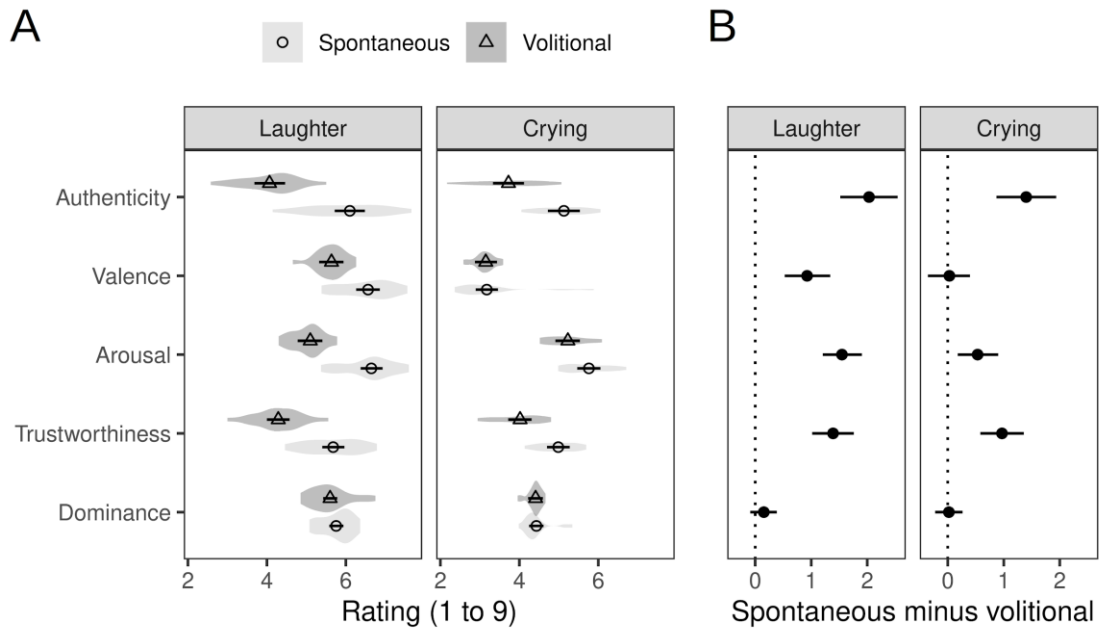 A
B
Spontaneous
Volitional
Laughter
Crying
Laughter
Crying
Authenticity
Valence
Arousal
Trustworthiness
Dominance
2 4 6 2 4 6
0 1 2 0 1 2
Rating (1 to 9)
Spontaneous minus volitional